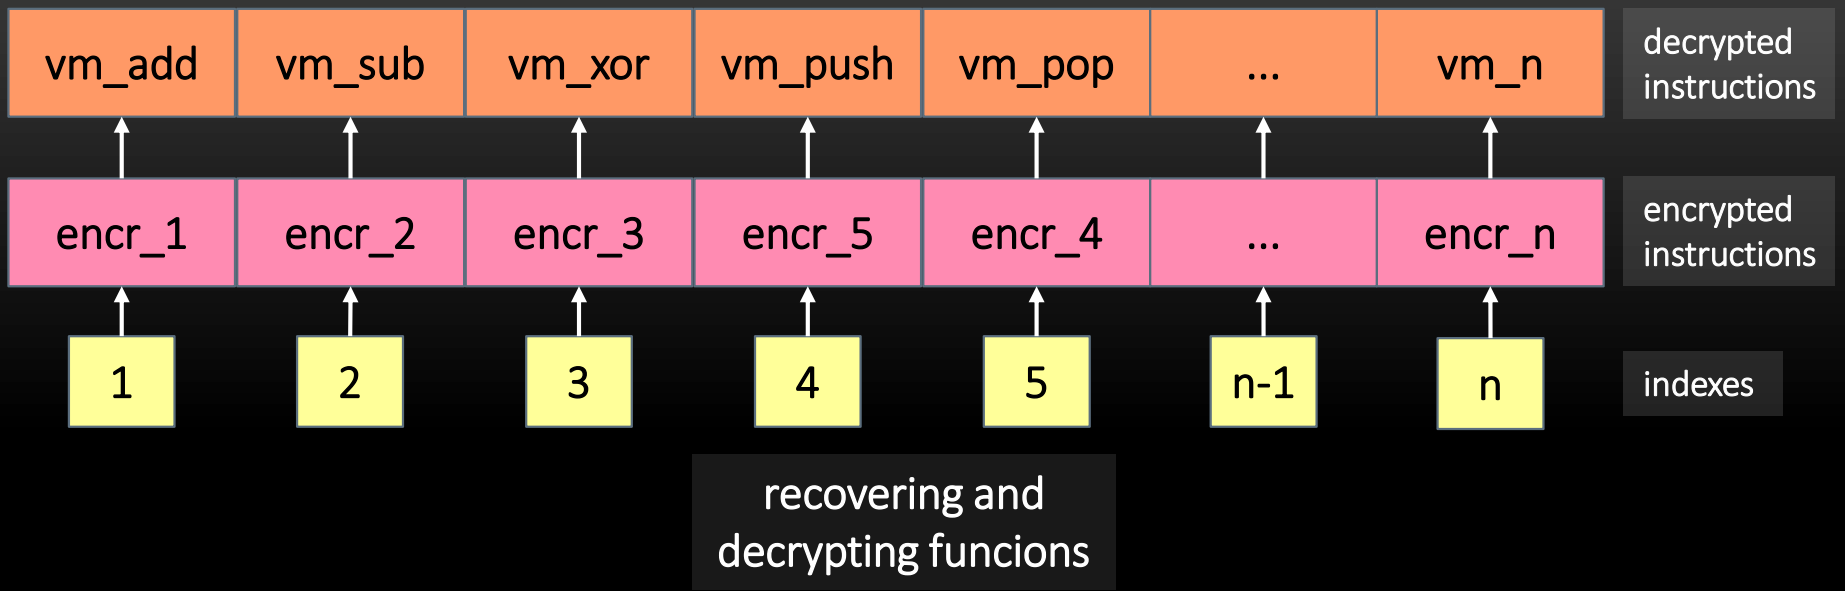 vm_add vm_sub vm_xor vm_push vm_pop ... vm_n
decrypted
instructions
encr_1 encr_2 encr_3 encr_5 encr_4 ... encr_n
encrypted
instructions
1 2 3 4 5 n-1 n
indexes
recovering and
decrypting funcions